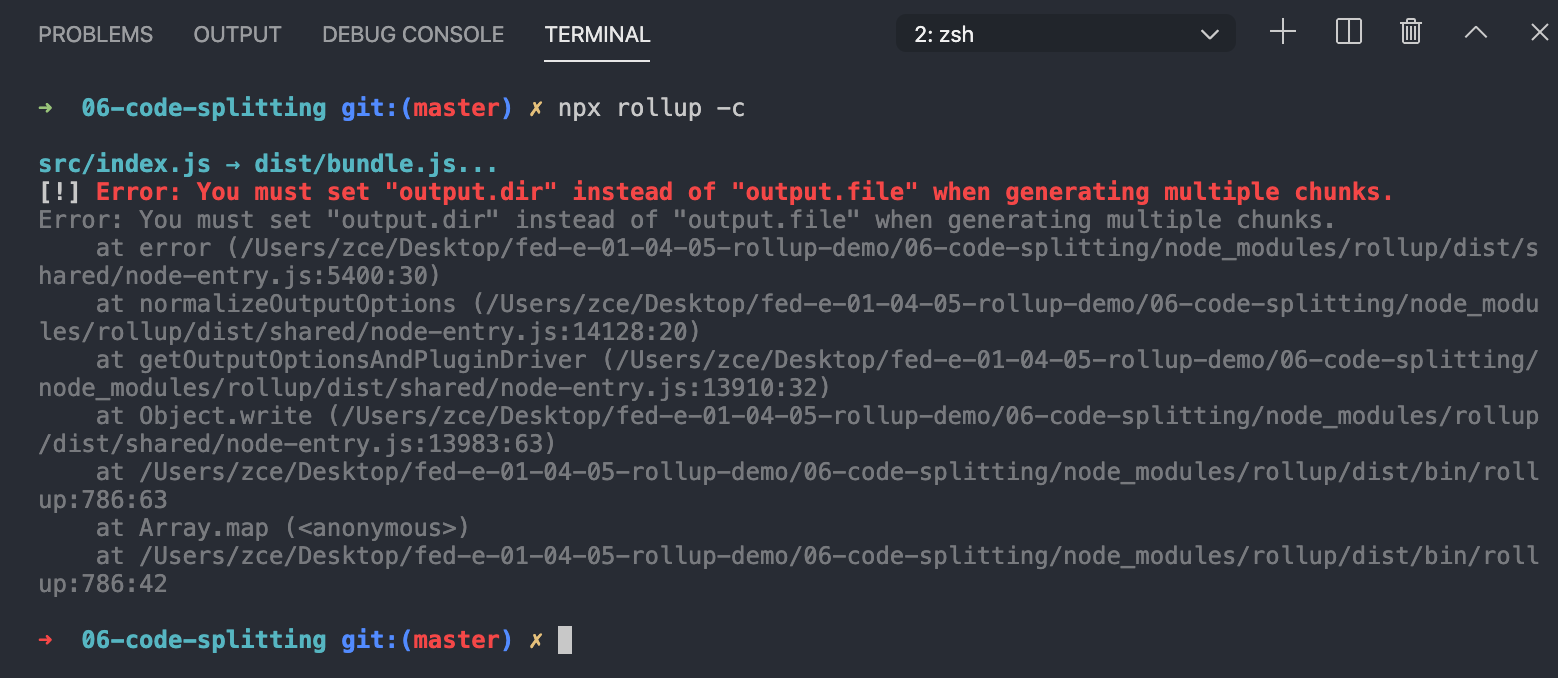 PROBLEMS OUTPUT DEBUG CONSOLE TERMINAL 2: zsh
→ 06-code-splitting git:(master) ✗ npx rollup -c
src/index.js → dist/bundle.js...
[!] Error: You must set "output.dir" instead of "output.file" when generating multiple chunks.
Error: You must set "output.dir" instead of "output.file" when generating multiple chunks.
    at error (/Users/zce/Desktop/fed-e-01-04-05-rollup-demo/06-code-splitting/node_modules/rollup/dist/s
hared/node-entry.js:5400:30)
    at normalizeOutputOptions (/Users/zce/Desktop/fed-e-01-04-05-rollup-demo/06-code-splitting/node_modu
les/rollup/dist/shared/node-entry.js:14128:20)
    at getOutputOptionsAndPluginDriver (/Users/zce/Desktop/fed-e-01-04-05-rollup-demo/06-code-splitting/
node_modules/rollup/dist/shared/node-entry.js:13910:32)
    at Object.write (/Users/zce/Desktop/fed-e-01-04-05-rollup-demo/06-code-splitting/node_modules/rollup
/dist/shared/node-entry.js:13983:63)
    at /Users/zce/Desktop/fed-e-01-04-05-rollup-demo/06-code-splitting/node_modules/rollup/dist/bin/roll
up:786:63
    at Array.map (<anonymous>)
    at /Users/zce/Desktop/fed-e-01-04-05-rollup-demo/06-code-splitting/node_modules/rollup/dist/bin/roll
up:786:42
→ 06-code-splitting git:(master) ✗